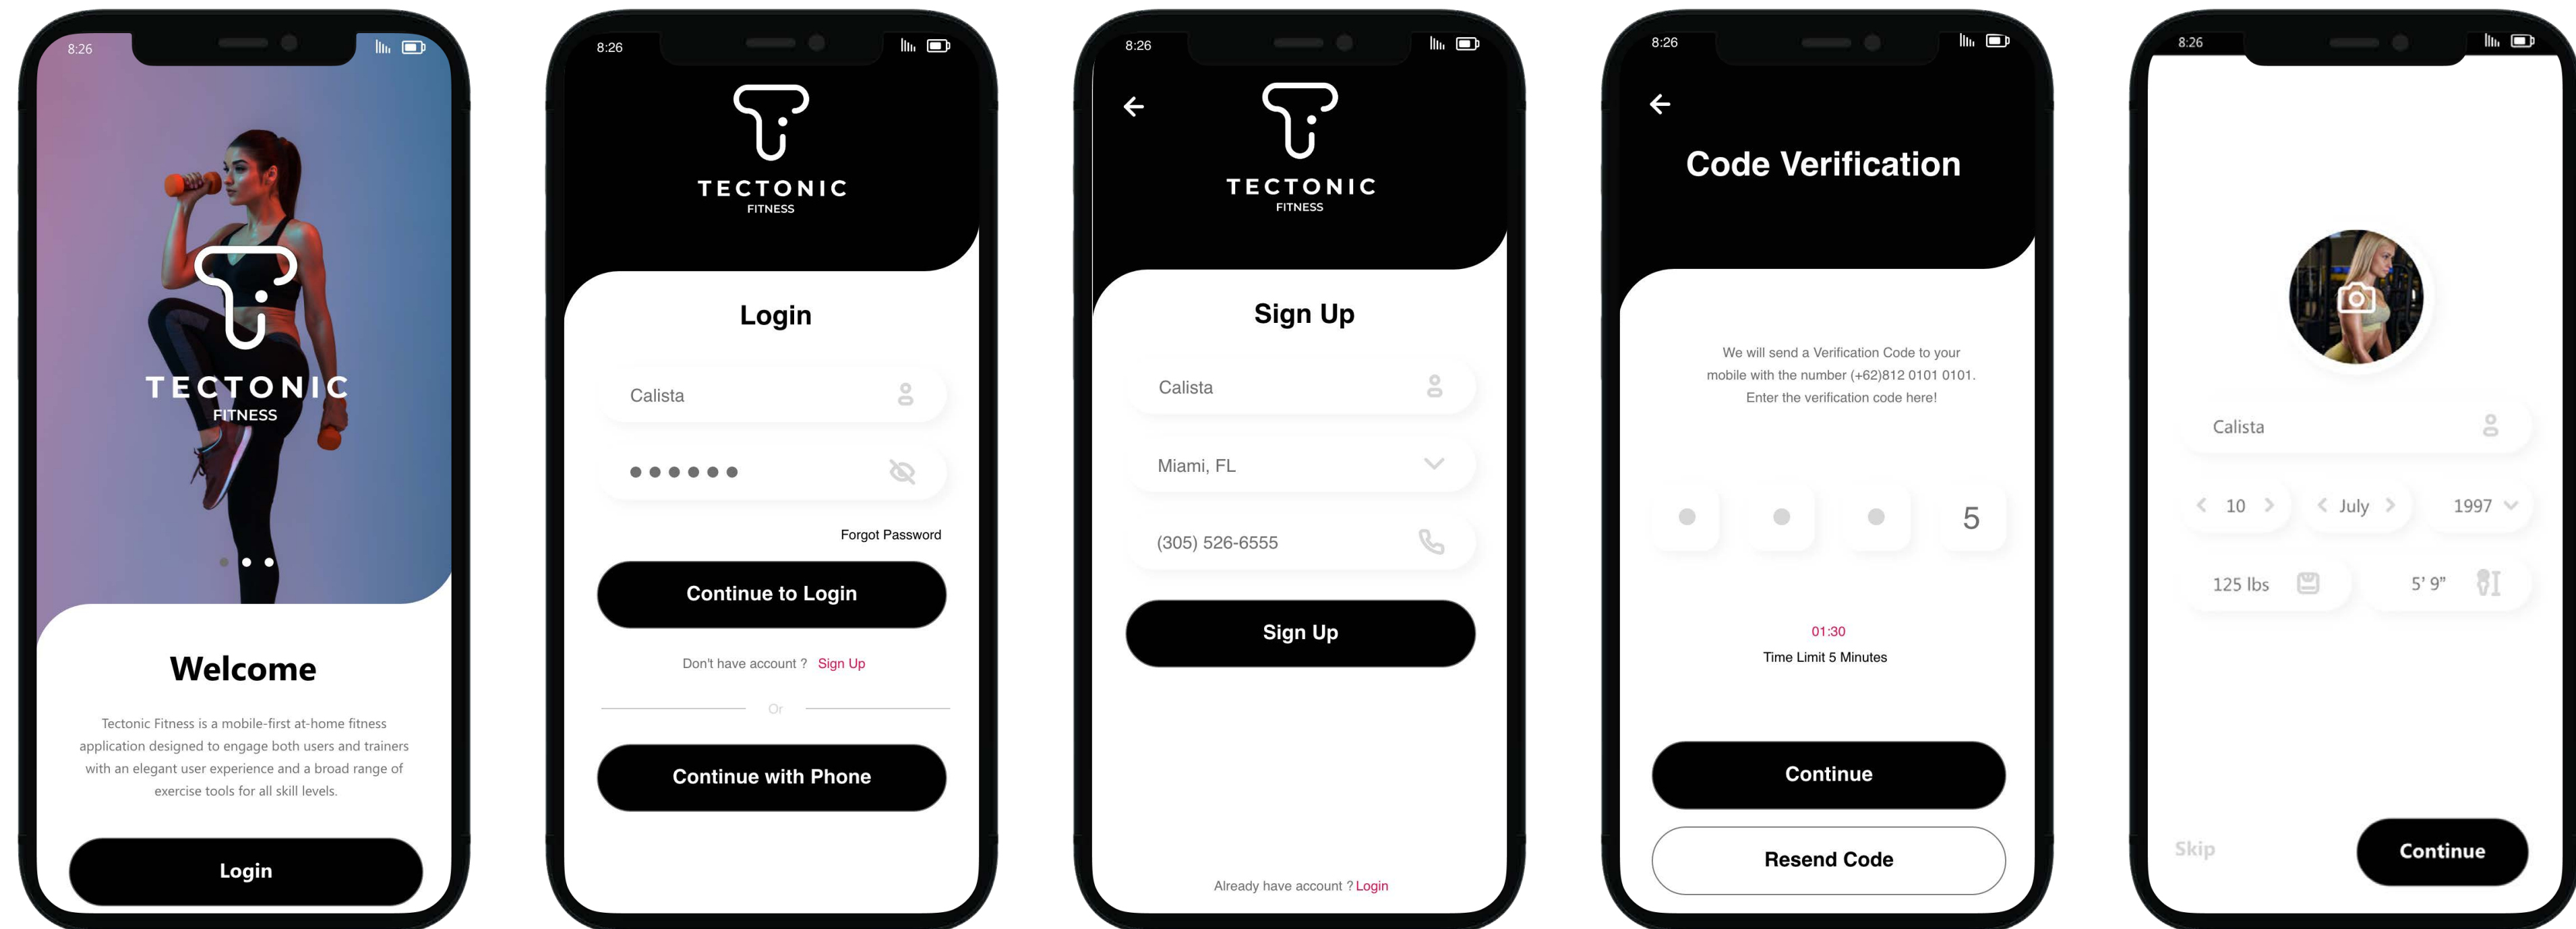 8:26
TECTONIC
FITNESS
Welcome
Tectonic Fitness is a mobile-first at-home fitness
application designed to engage both users and trainers
with an elegant user experience and a broad range of
exercise tools for all skill levels.
Login
8:26
TECTONIC
FITNESS
Login
Calista
Forgot Password
Continue to Login
Don't have account ? Sign Up
Or
Continue with Phone
8:26
TECTONIC
FITNESS
Sign Up
Calista
Miami, FL
(305) 526-6555
Sign Up
Already have account ? Login
8:26
Code Verification
We will send a Verification Code to your
mobile with the number (+62)812 0101 0101.
Enter the verification code here!
5
01:30
Time Limit 5 Minutes
Continue
Resend Code
8:26
Calista
10 July 1997
125 lbs 5' 9"
Skip Continue